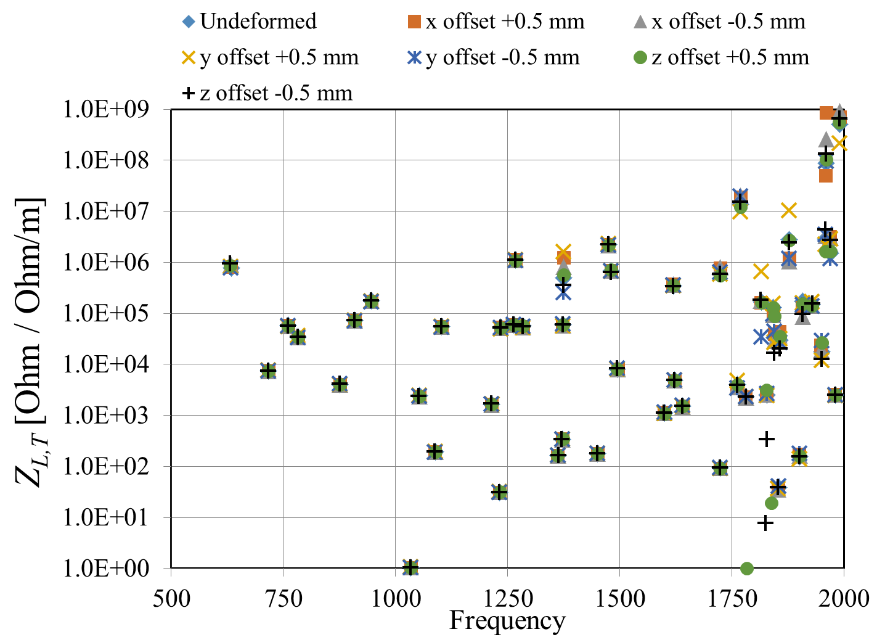 Undeformed x offset +0.5 mm x offset -0.5 mm
y offset +0.5 mm y offset -0.5 mm z offset +0.5 mm
z offset -0.5 mm
1.0E+09
1.0E+08
1.0E+07
1.0E+06
1.0E+05
1.0E+04
1.0E+03
1.0E+02
1.0E+01
1.0E+00
Z_{L,T} [Ohm / Ohm/m]
500 750 1000 1250 1500 1750 2000
Frequency